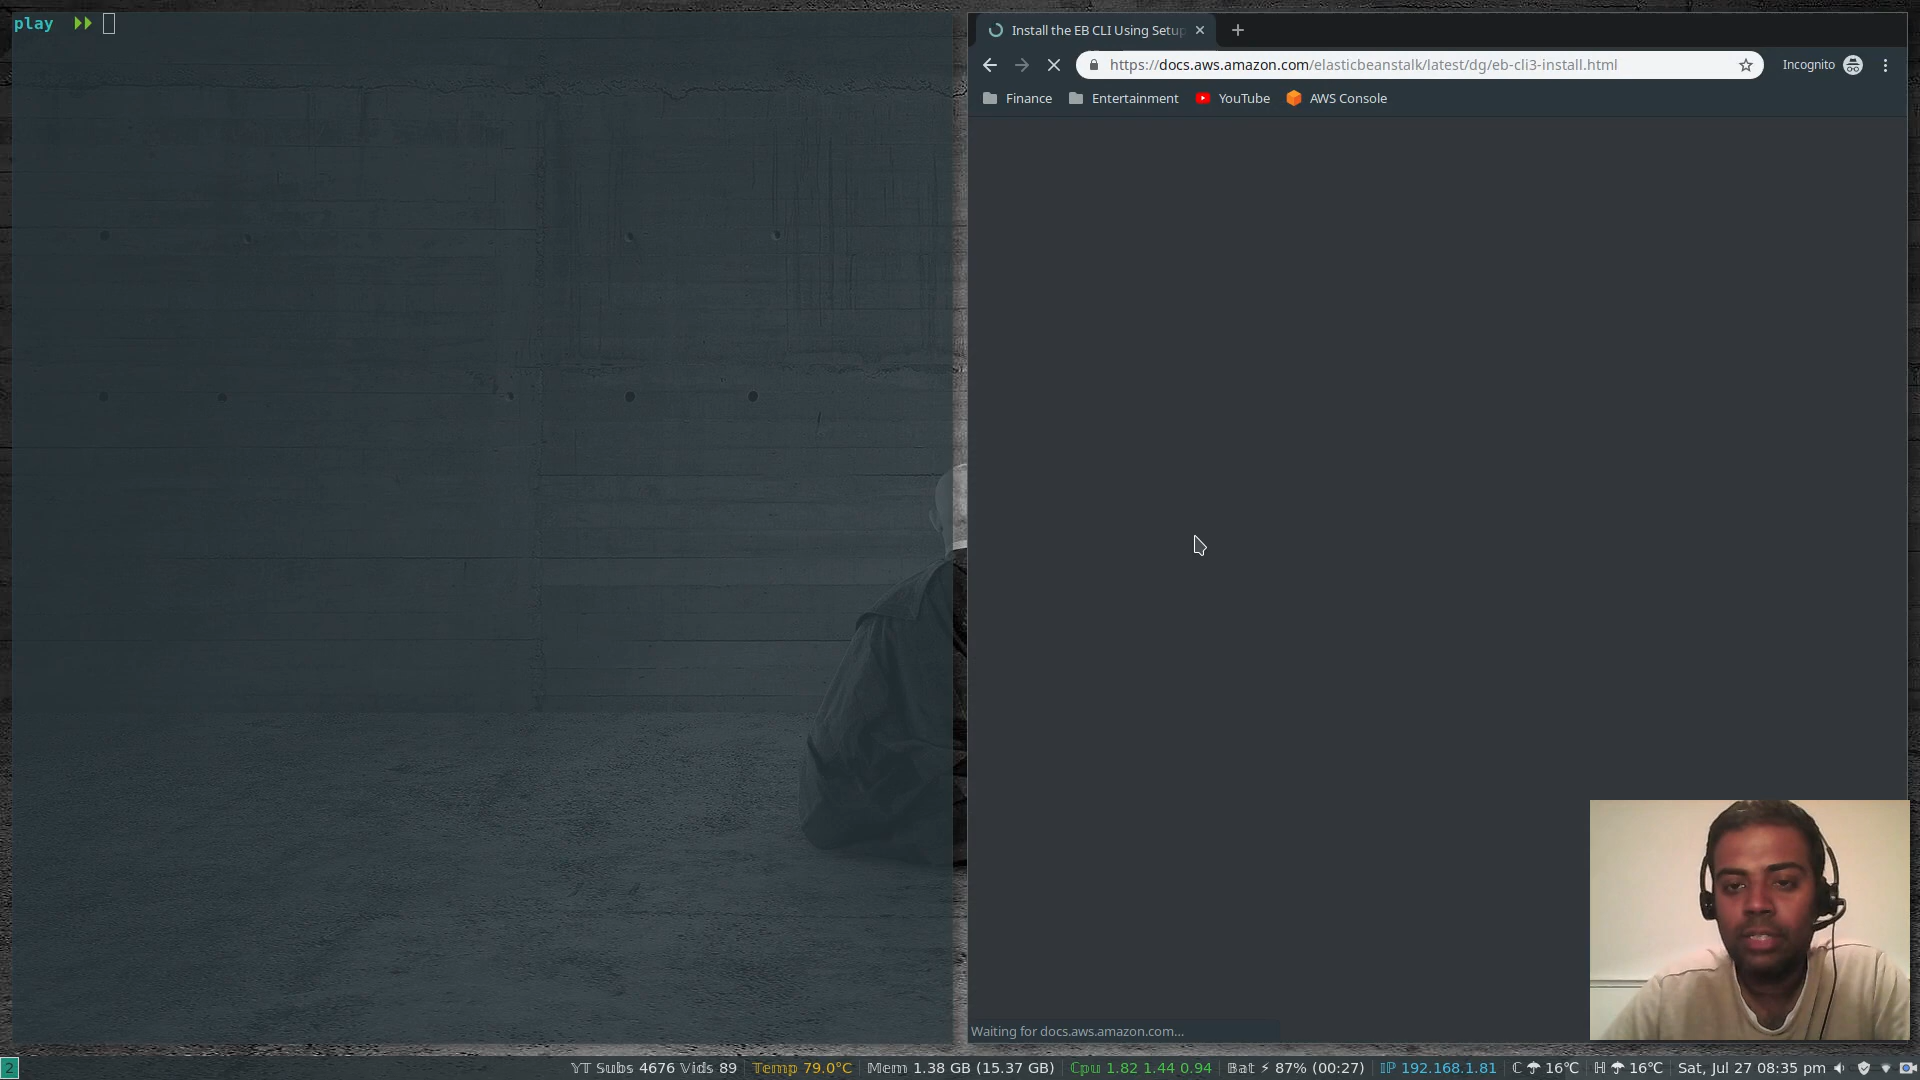 play
Install the EB CLI Using Setup
https://docs.aws.amazon.com/elasticbeanstalk/latest/dg/eb-cli3-install.html
Incognito
Finance
Entertainment
YouTube
AWS Console
Waiting for docs.aws.amazon.com...
2
YT Subs 4676 Vids 89
Temp 79.0°C
Mem 1.38 GB (15.37 GB)
Cpu 1.82 1.44 0.94
Bat ⚡ 87% (00:27)
IP 192.168.1.81
C ☂ 16℃
H ☂ 16℃
Sat, Jul 27 08:35 pm